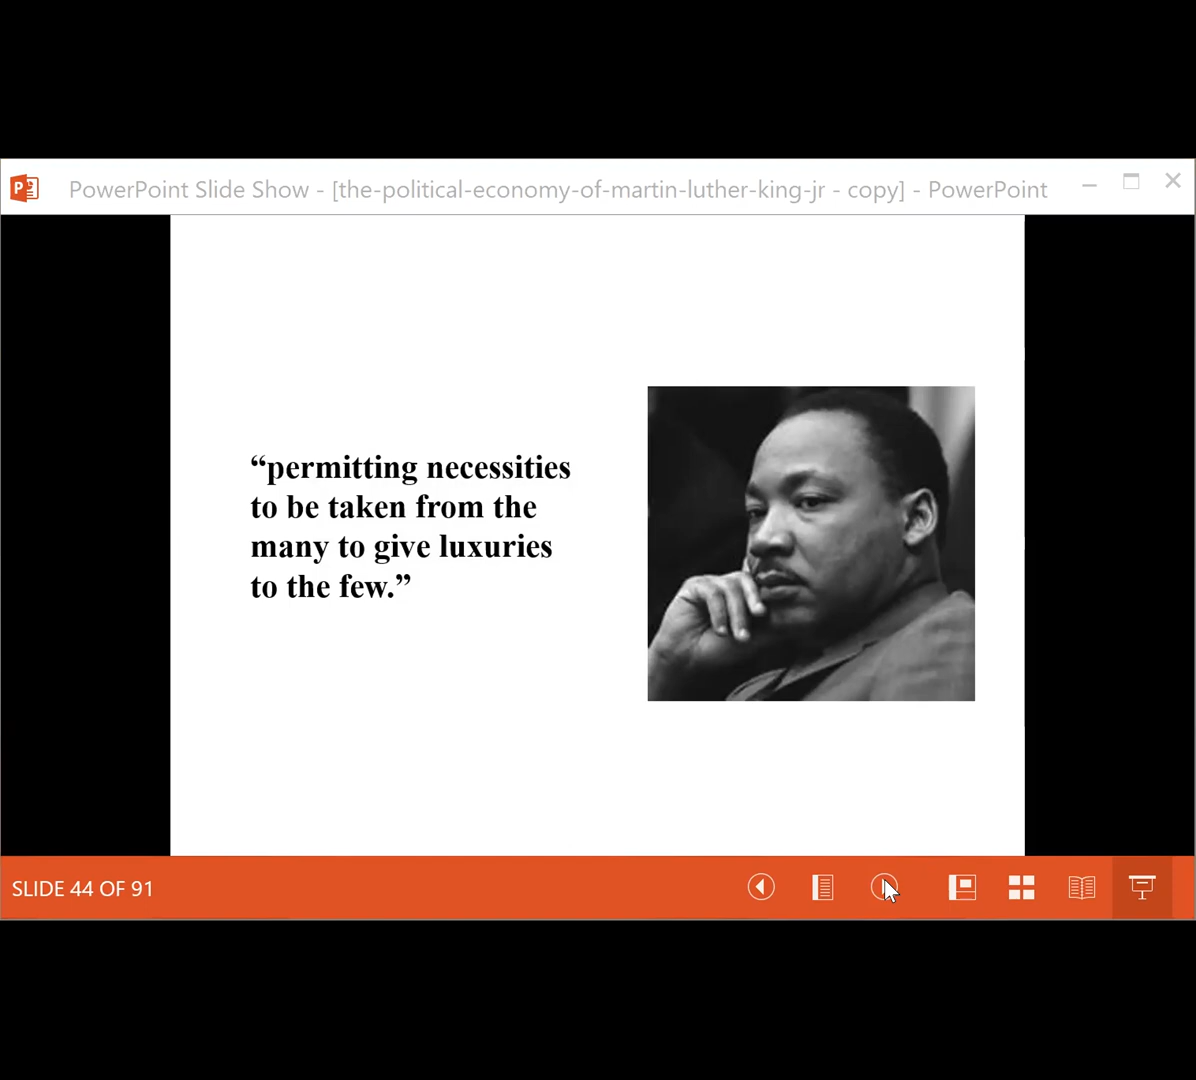 PowerPoint Slide Show - [the-political-economy-of-martin-luther-king-jr - copy] - PowerPoint
“permitting necessities
to be taken from the
many to give luxuries
to the few.”
SLIDE 44 OF 91